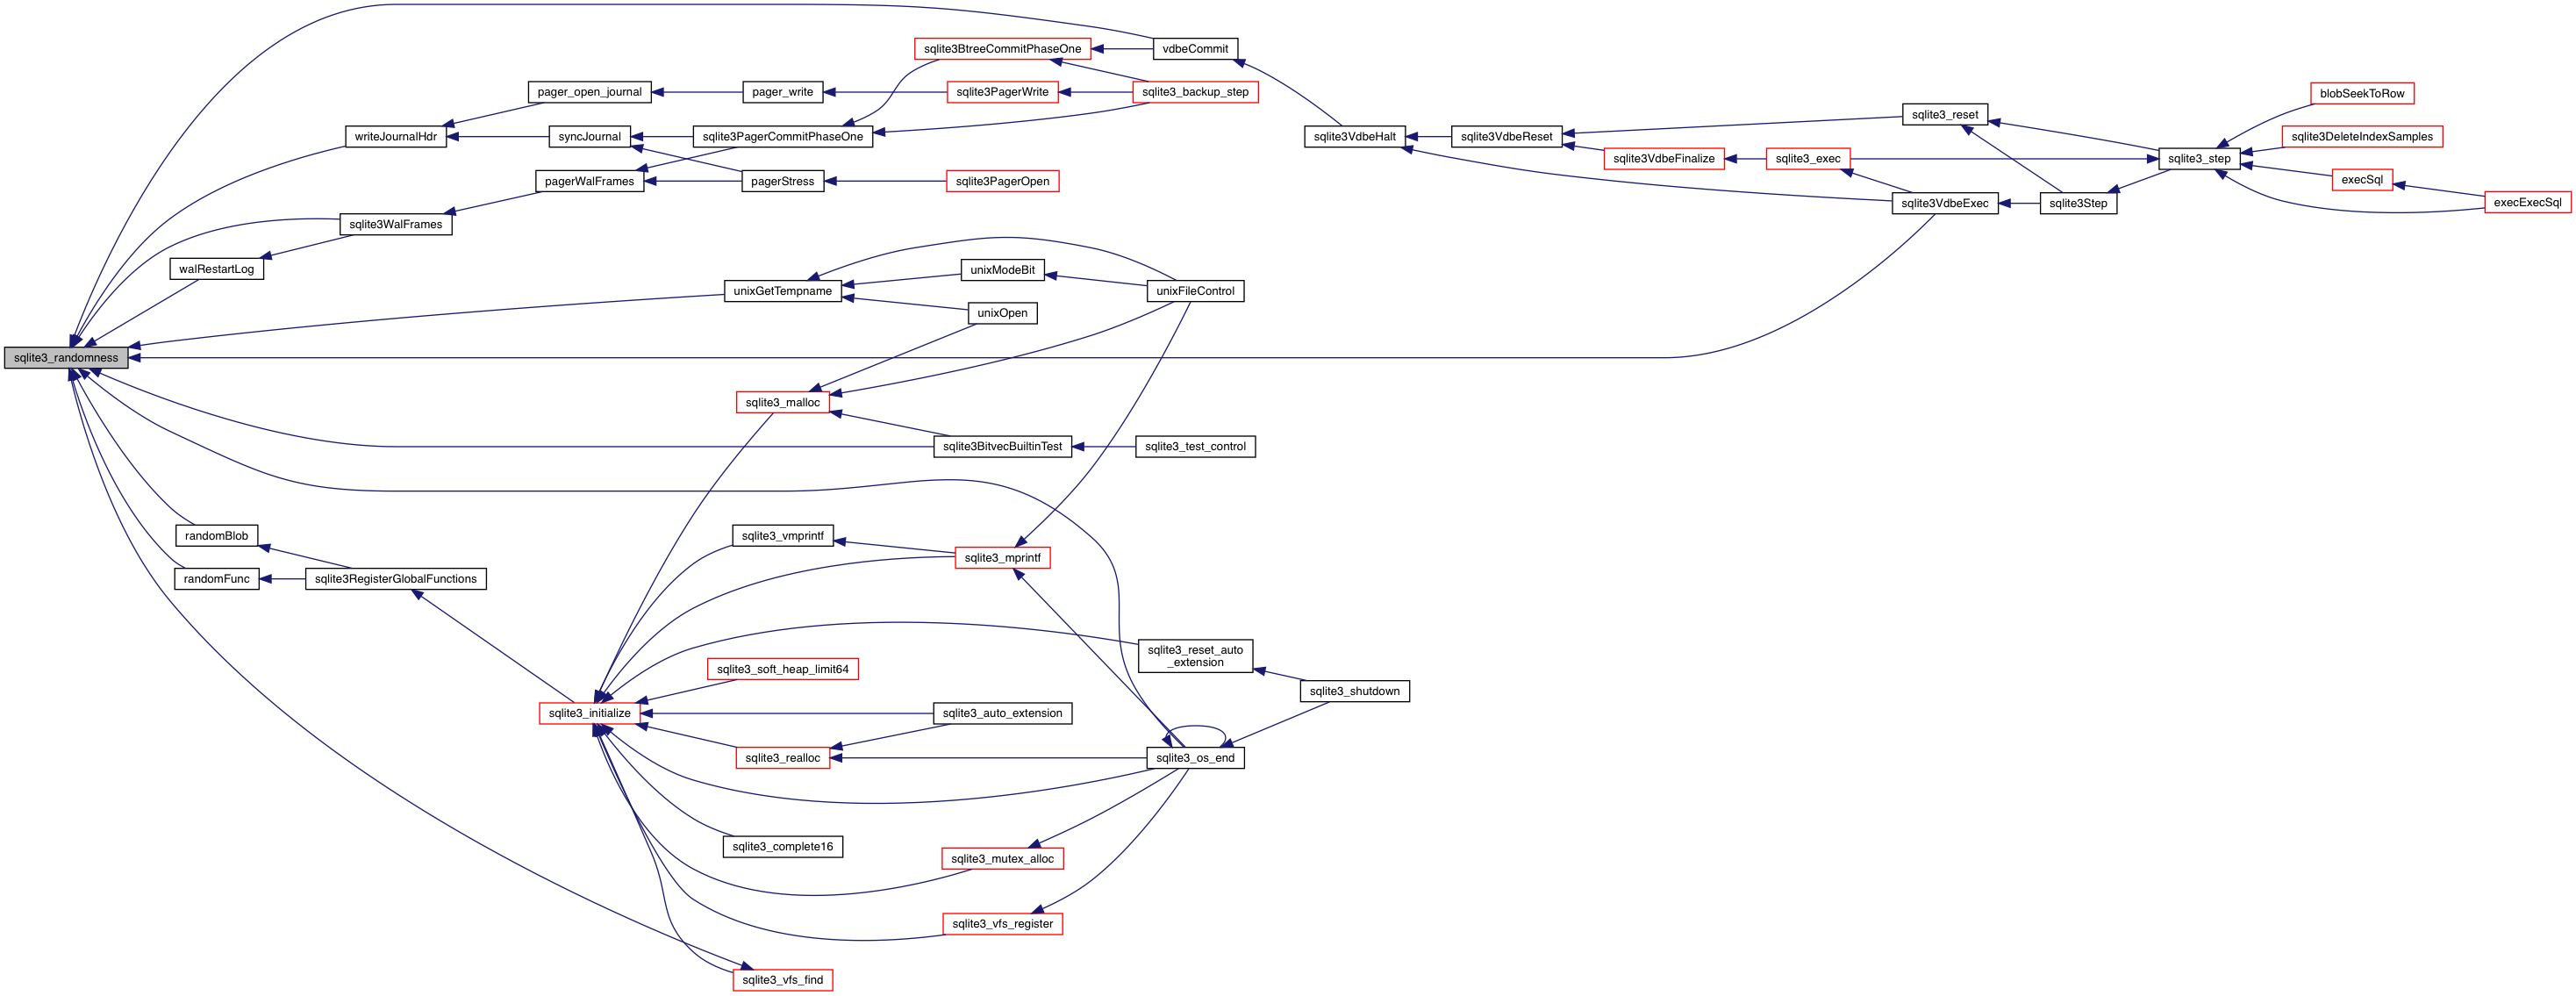 sqlite3BtreeCommitPhaseOne
vdbeCommit
pager_open_journal
pager_write
sqlite3PagerWrite
sqlite3_backup_step
blobSeekToRow
sqlite3_reset
writeJournalHdr
syncJournal
sqlite3PagerCommitPhaseOne
sqlite3VdbeHalt
sqlite3VdbeReset
sqlite3DeleteIndexSamples
sqlite3VdbeFinalize
sqlite3_exec
sqlite3_step
pagerWalFrames
pagerStress
sqlite3PagerOpen
execSql
sqlite3VdbeExec
sqlite3Step
execExecSql
sqlite3WalFrames
walRestartLog
unixModeBit
unixGetTempname
unixFileControl
unixOpen
sqlite3_randomness
sqlite3_malloc
sqlite3BitvecBuiltinTest
sqlite3_test_control
randomBlob
sqlite3_vmprintf
sqlite3_mprintf
randomFunc
sqlite3RegisterGlobalFunctions
sqlite3_reset_auto
_extension
sqlite3_soft_heap_limit64
sqlite3_shutdown
sqlite3_initialize
sqlite3_auto_extension
sqlite3_realloc
sqlite3_os_end
sqlite3_complete16
sqlite3_mutex_alloc
sqlite3_vfs_register
sqlite3_vfs_find